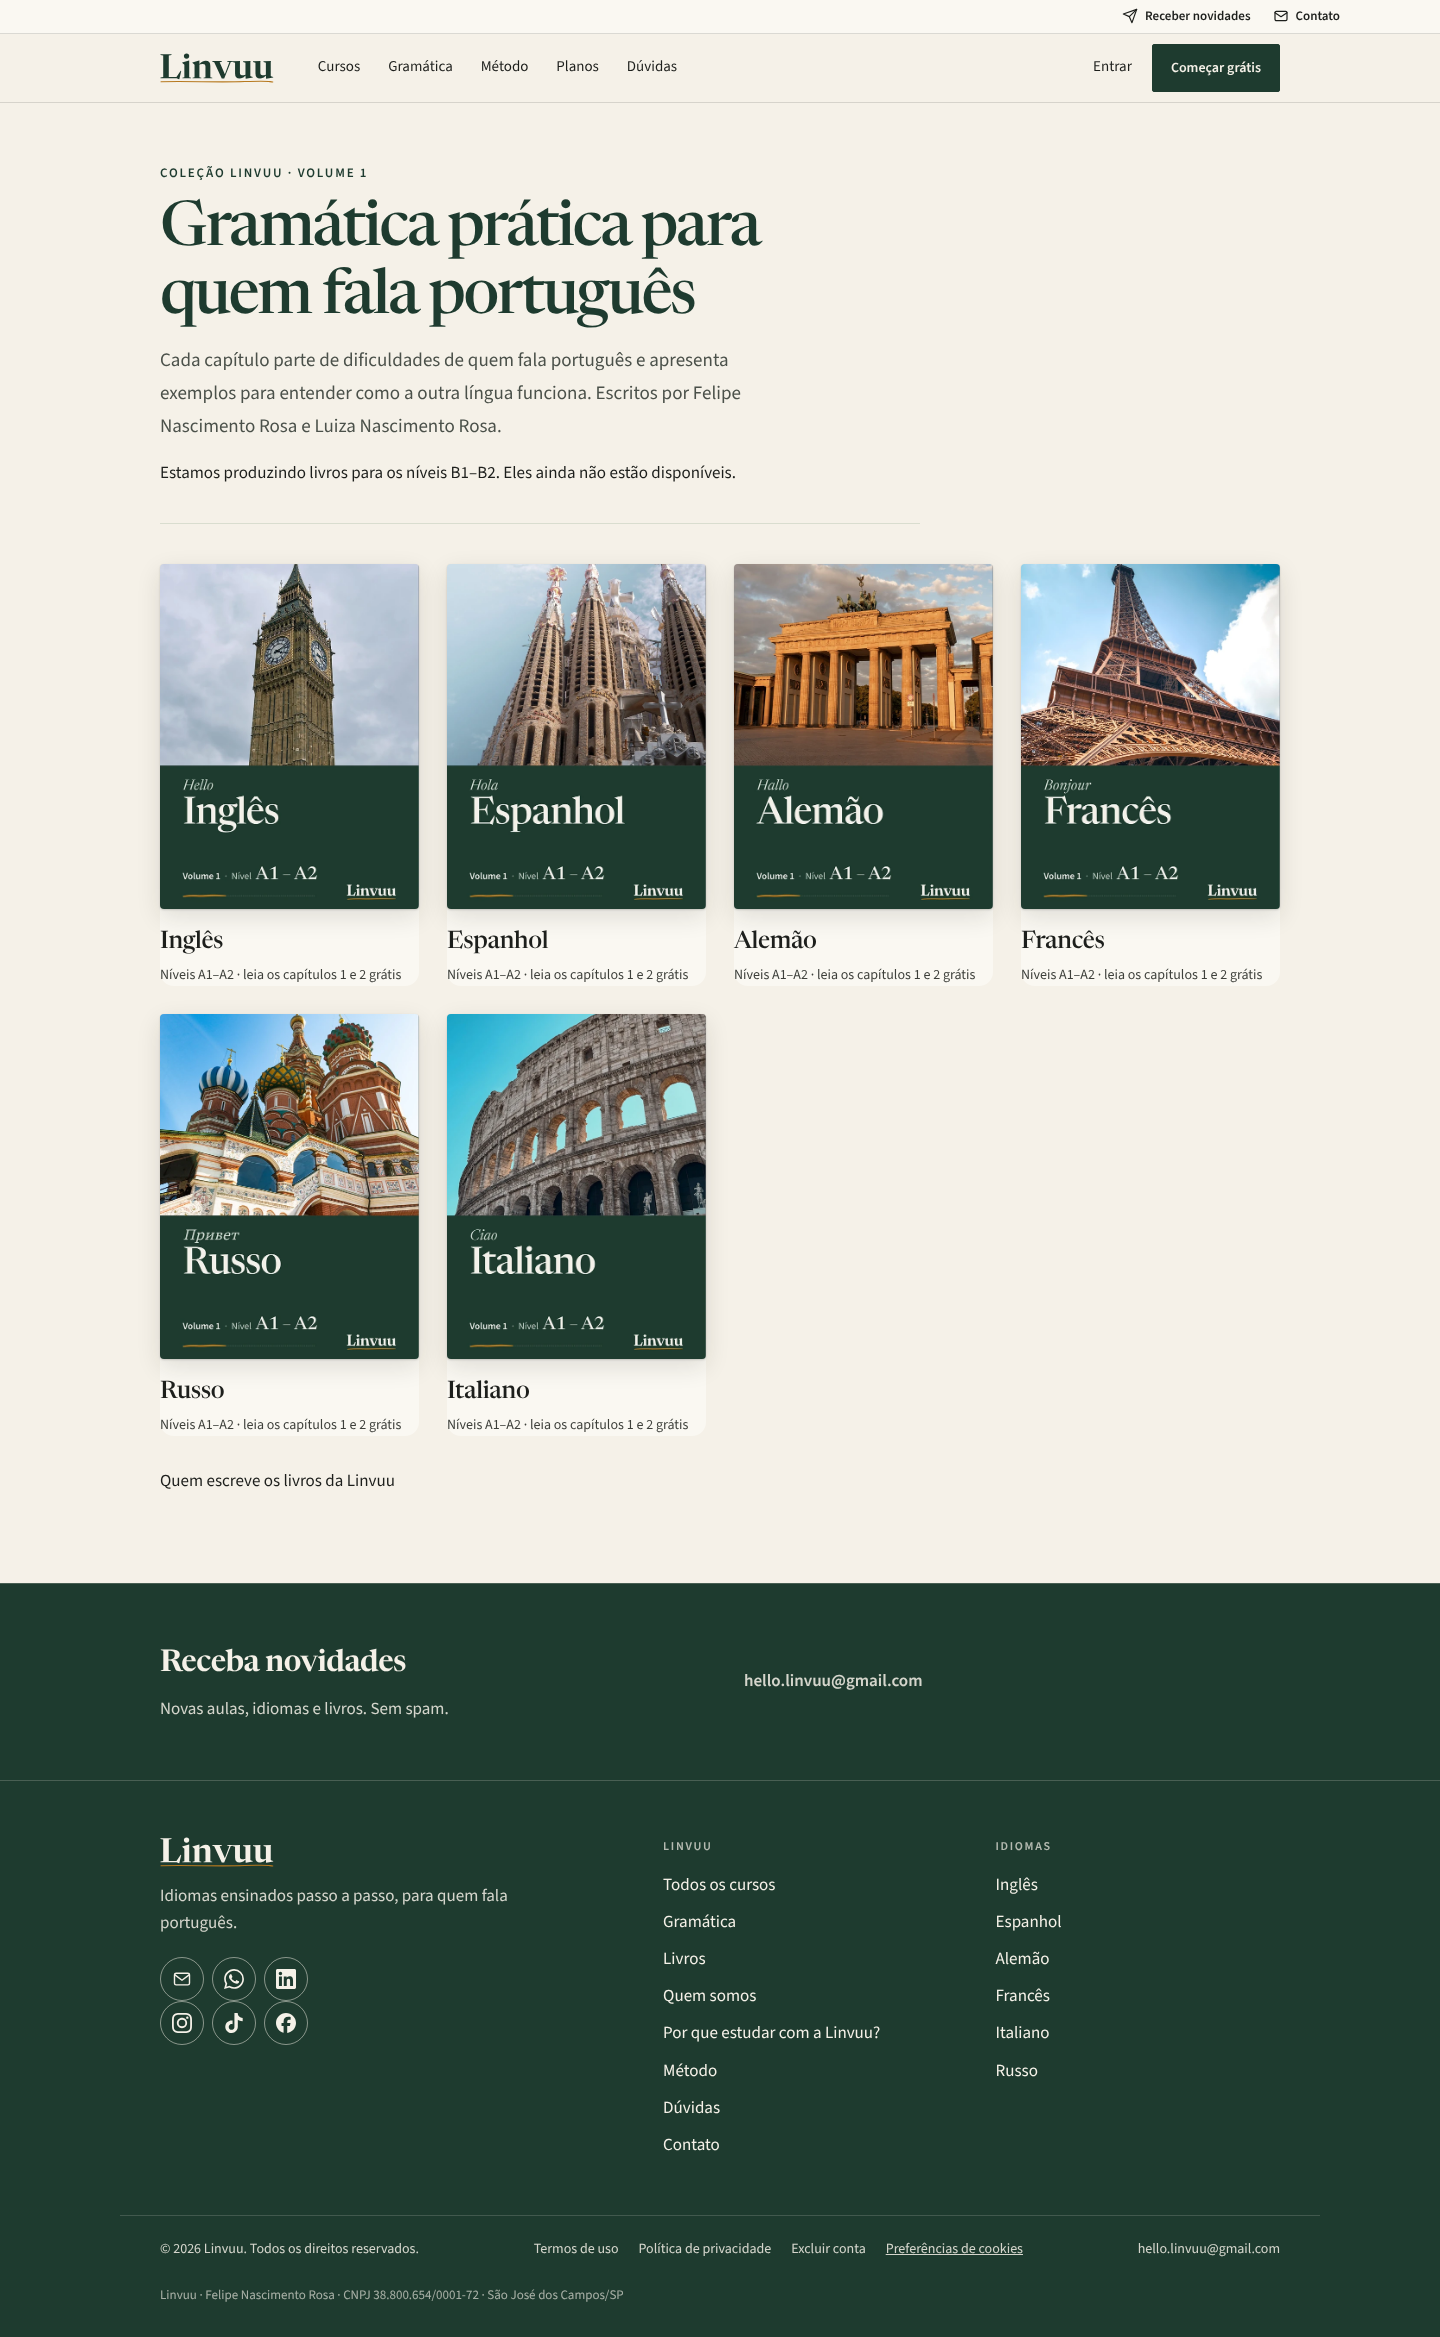 Receber novidades
Contato
Linvuu
Cursos
Gramática
Método
Planos
Dúvidas
Entrar
Começar grátis
COLEÇÃO LINVUU · VOLUME 1
Gramática prática para
quem fala português
Cada capítulo parte de dificuldades de quem fala português e apresenta
exemplos para entender como a outra língua funciona. Escritos por Felipe
Nascimento Rosa e Luiza Nascimento Rosa.
Estamos produzindo livros para os níveis B1–B2. Eles ainda não estão disponíveis.
Hello
Inglês
Volume 1 · Nível A1 – A2
Linvuu
Inglês
Níveis A1–A2 · leia os capítulos 1 e 2 grátis
Hola
Espanhol
Volume 1 · Nível A1 – A2
Linvuu
Espanhol
Níveis A1–A2 · leia os capítulos 1 e 2 grátis
Hallo
Alemão
Volume 1 · Nível A1 – A2
Linvuu
Alemão
Níveis A1–A2 · leia os capítulos 1 e 2 grátis
Bonjour
Francês
Volume 1 · Nível A1 – A2
Linvuu
Francês
Níveis A1–A2 · leia os capítulos 1 e 2 grátis
Привет
Russo
Volume 1 · Nível A1 – A2
Linvuu
Russo
Níveis A1–A2 · leia os capítulos 1 e 2 grátis
Ciao
Italiano
Volume 1 · Nível A1 – A2
Linvuu
Italiano
Níveis A1–A2 · leia os capítulos 1 e 2 grátis
Quem escreve os livros da Linvuu
Receba novidades
Novas aulas, idiomas e livros. Sem spam.
hello.linvuu@gmail.com
Linvuu
Idiomas ensinados passo a passo, para quem fala
português.
LINVUU
Todos os cursos
Gramática
Livros
Quem somos
Por que estudar com a Linvuu?
Método
Dúvidas
Contato
IDIOMAS
Inglês
Espanhol
Alemão
Francês
Italiano
Russo
© 2026 Linvuu. Todos os direitos reservados.
Termos de uso
Política de privacidade
Excluir conta
Preferências de cookies
hello.linvuu@gmail.com
Linvuu · Felipe Nascimento Rosa · CNPJ 38.800.654/0001-72 · São José dos Campos/SP